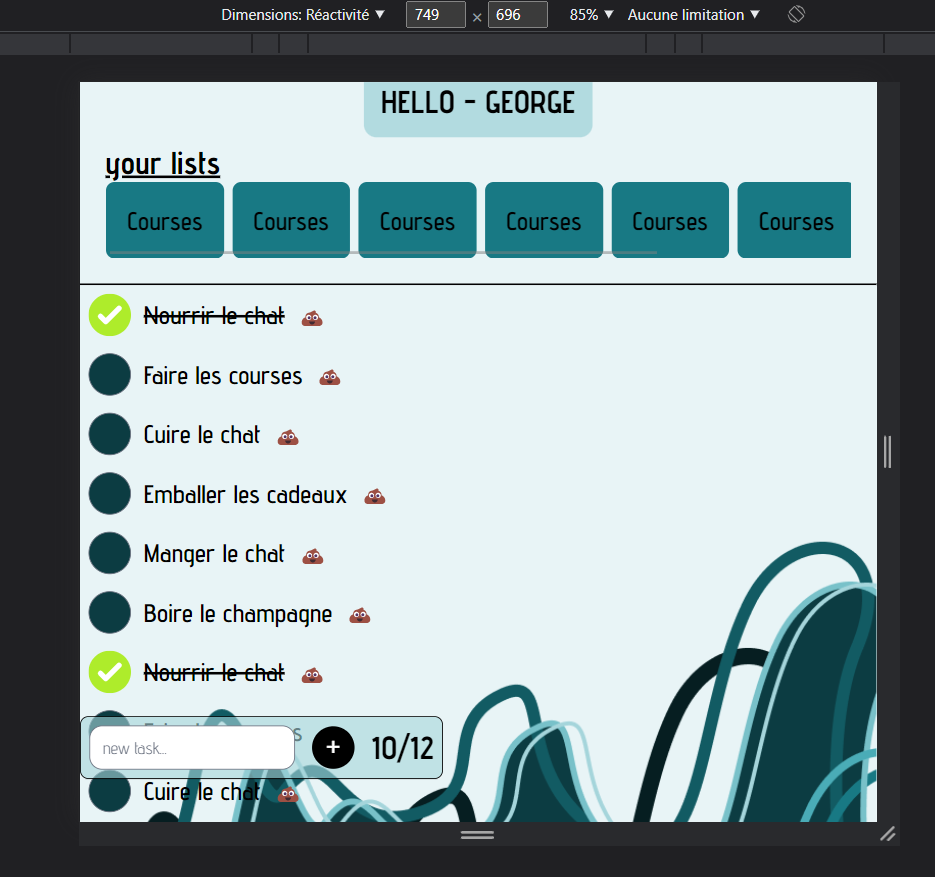 Dimensions: Réactivité ▼ 749 × 696 85% ▼ Aucune limitation ▼
HELLO - GEORGE
your lists
Courses Courses Courses Courses Courses Courses
Nourrir le chat
Faire les courses
Cuire le chat
Emballer les cadeaux
Manger le chat
Boire le champagne
Nourrir le chat
new task... + 10/12
Cuire le chat